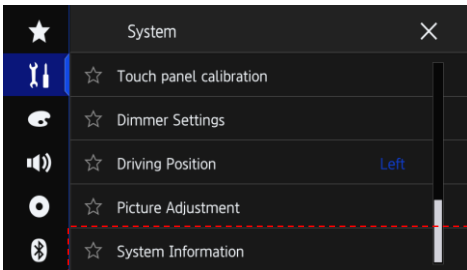 System
Touch panel calibration
Dimmer Settings
Driving Position Left
Picture Adjustment
System Information